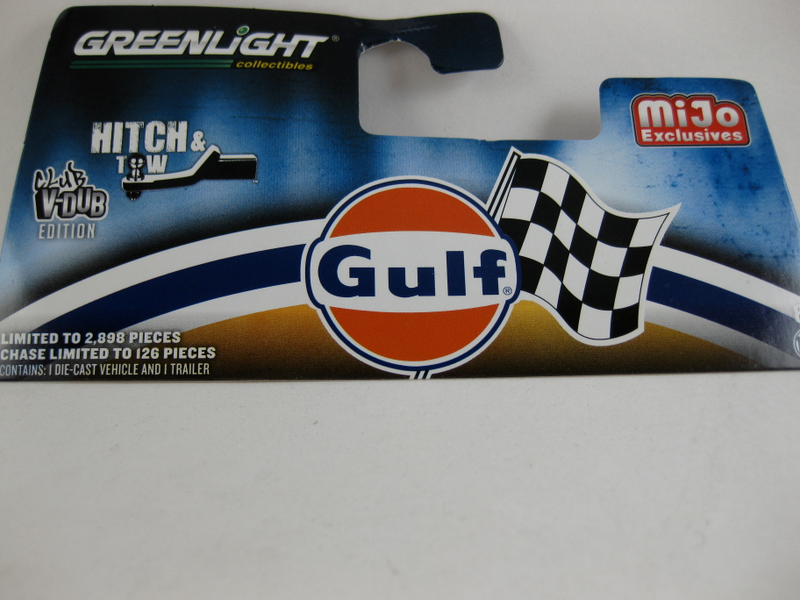 GREENLiGHT®
collectibles
MiJo
Exclusives
HITCH &
TOW
CLUB
V-DUB
EDITION
Gulf®
LIMITED TO 2,898 PIECES
CHASE LIMITED TO 126 PIECES
CONTAINS: 1 DIE-CAST VEHICLE AND 1 TRAILER